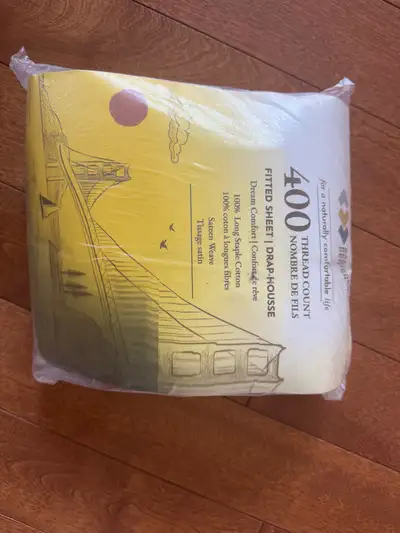 for a naturally comfortable life
400
THREAD COUNT
NOMBRE DE FILS
FITTED SHEET | DRAP-HOUSSE
Dream Comfort | Confort de rêve
100% Long Staple Cotton
100% coton à longues fibres
Sateen Weave
Tissage satin